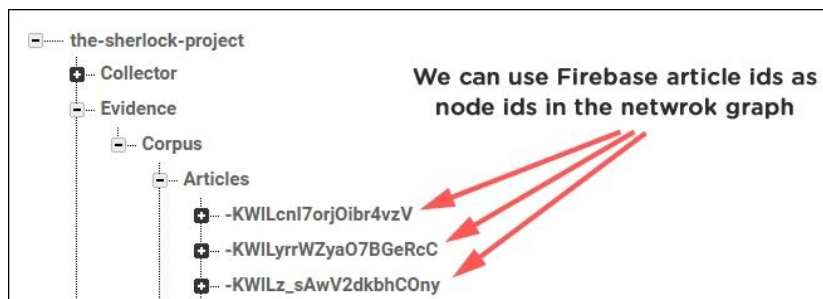 the-sherlock-project
Collector
We can use Firebase article ids as
node ids in the netwrok graph
Evidence
Corpus
Articles
-KWILcnI7orjOibr4vzV
-KWILyrrWZyaO7BGeRcC
-KWILz_sAwV2dkbhCOny